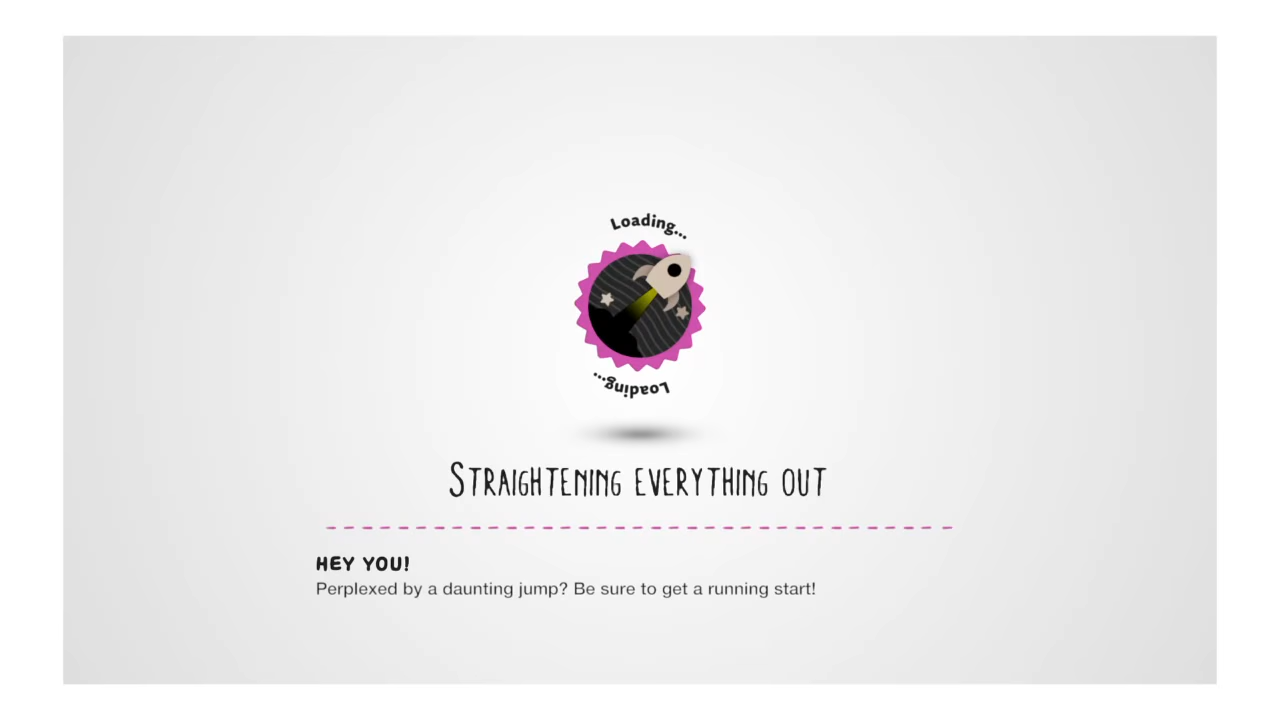 Loading...
Loading...
Straightening everything out
HEY YOU!
Perplexed by a daunting jump? Be sure to get a running start!